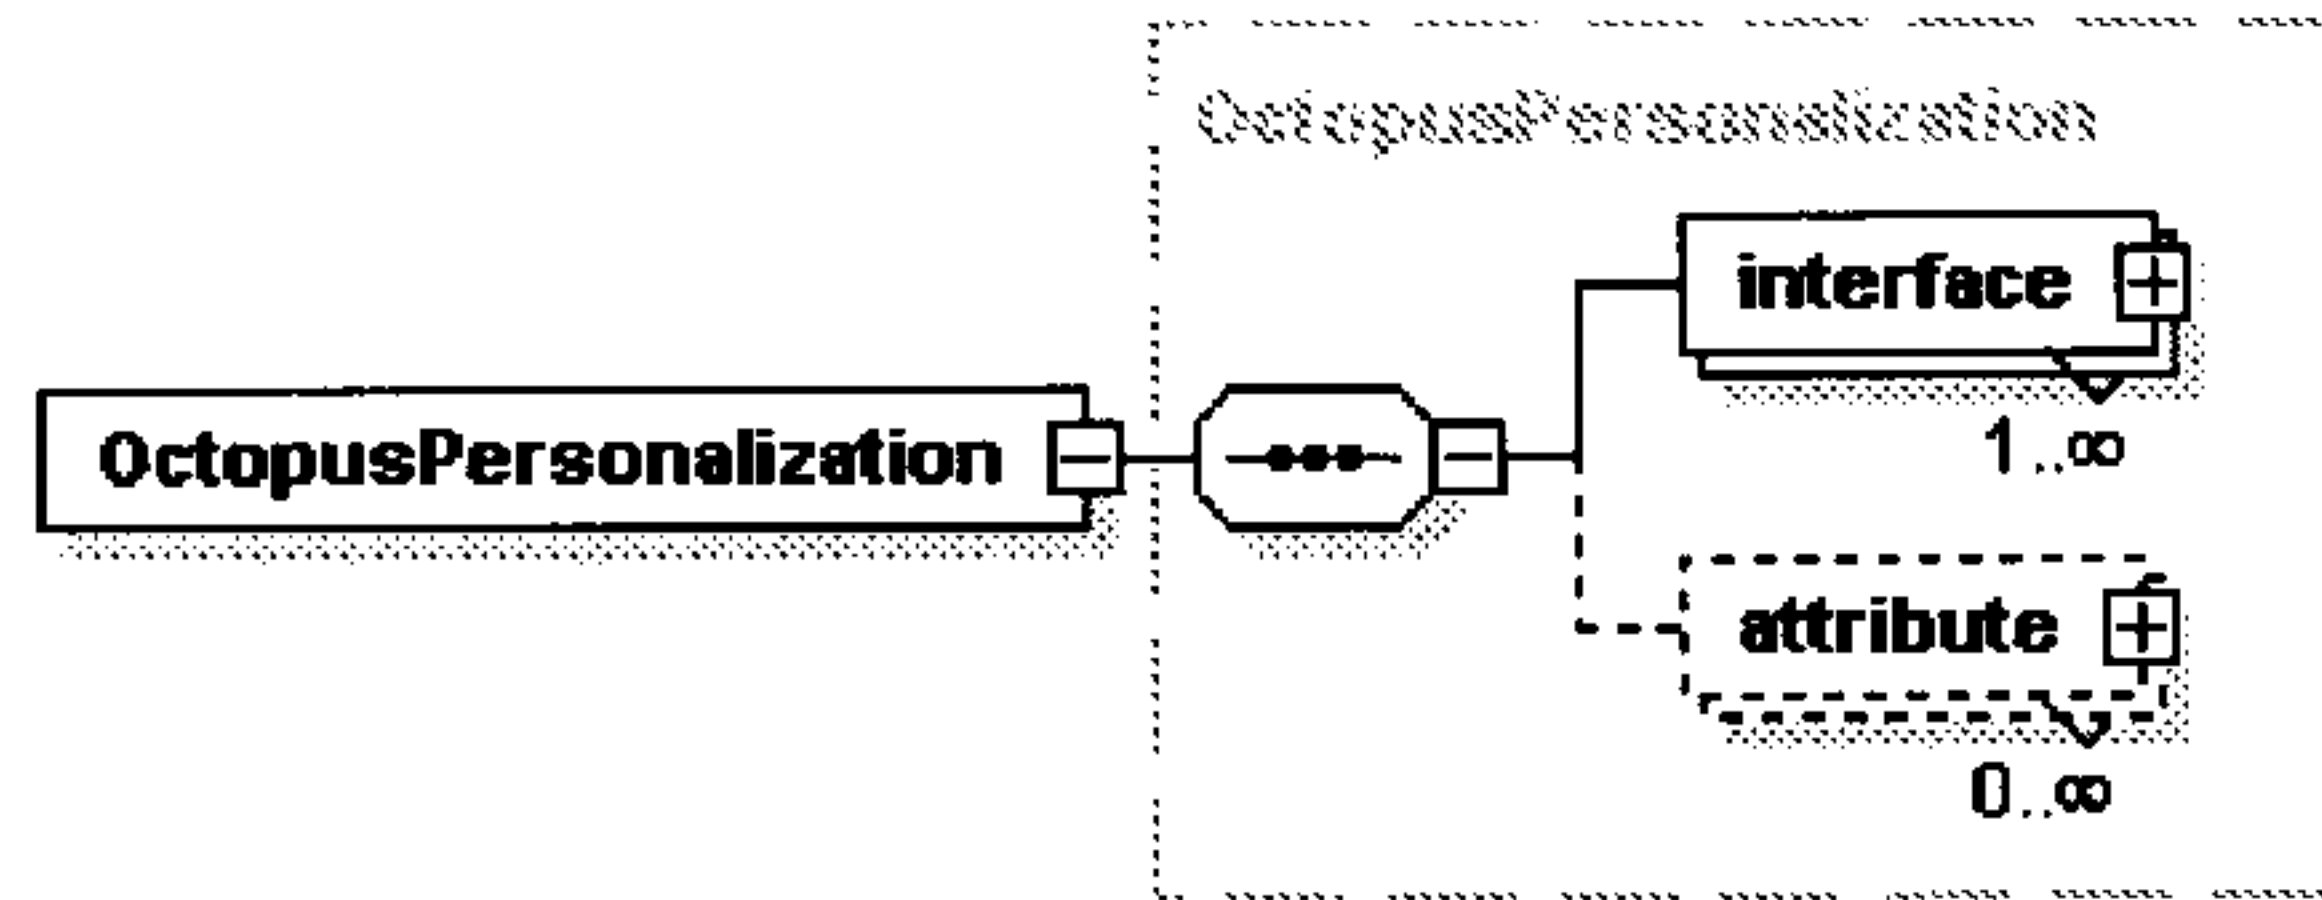 OctopusPersonalization
interface
1..∞
OctopusPersonalization
attribute
0..∞